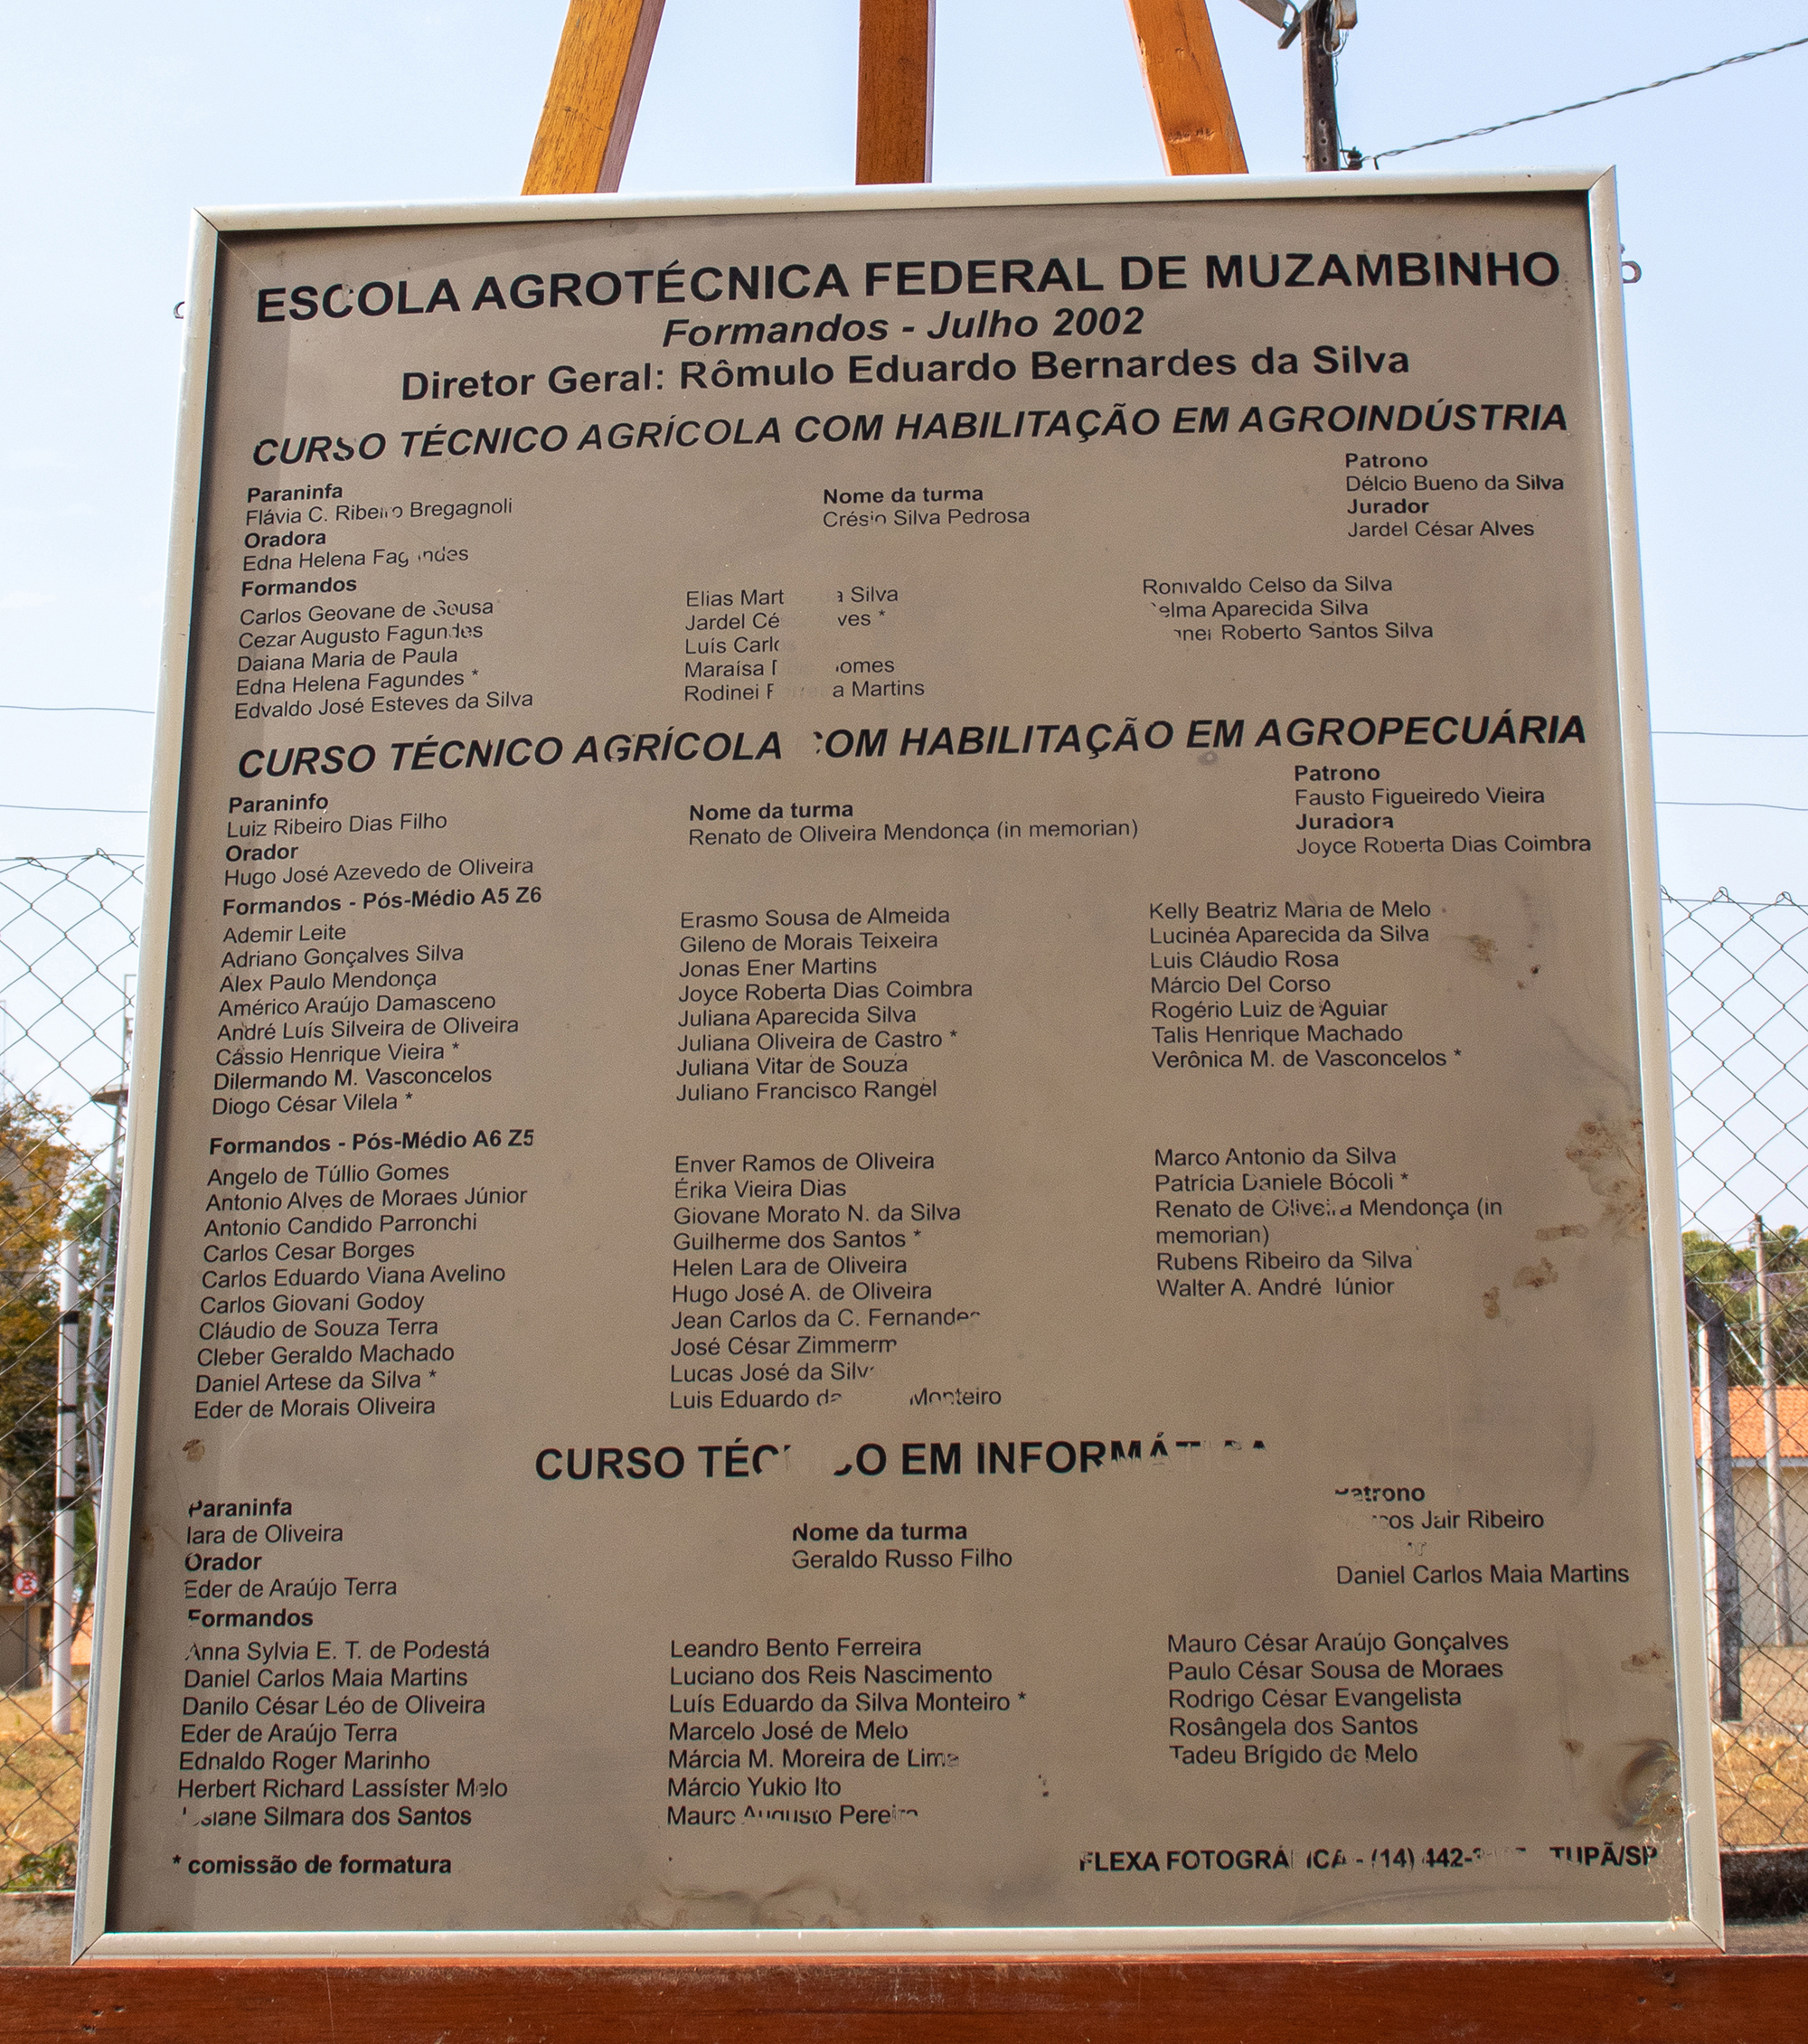 ESCOLA AGROTÉCNICA FEDERAL DE MUZAMBINHO
Formandos - Julho 2002
Diretor Geral: Rômulo Eduardo Bernardes da Silva
CURSO TÉCNICO AGRÍCOLA COM HABILITAÇÃO EM AGROINDÚSTRIA
Paraninfa
Flávia C. Ribeiro Bregagnoli
Oradora
Edna Helena Fagundes
Nome da turma
Crésio Silva Pedrosa
Patrono
Délcio Bueno da Silva
Jurador
Jardel César Alves
Formandos
Carlos Geovane de Sousa
Cezar Augusto Fagundes
Daiana Maria de Paula
Edna Helena Fagundes *
Edvaldo José Esteves da Silva
Elias Silva
Jardel *
Luís
Maraísa
Rodinei Martins
Ronivaldo Celso da Silva
Aparecida Silva
Roberto Santos Silva
CURSO TÉCNICO AGRÍCOLA COM HABILITAÇÃO EM AGROPECUÁRIA
Paraninfo
Luiz Ribeiro Dias Filho
Orador
Hugo José Azevedo de Oliveira
Nome da turma
Renato de Oliveira Mendonça (in memorian)
Patrono
Fausto Figueiredo Vieira
Juradora
Joyce Roberta Dias Coimbra
Formandos - Pós-Médio A5 Z6
Ademir Leite
Adriano Gonçalves Silva
Alex Paulo Mendonça
Américo Araújo Damasceno
André Luís Silveira de Oliveira
Cássio Henrique Vieira *
Dilermando M. Vasconcelos
Diogo César Vilela *
Erasmo Sousa de Almeida
Gileno de Morais Teixeira
Jonas Ener Martins
Joyce Roberta Dias Coimbra
Juliana Aparecida Silva
Juliana Oliveira de Castro *
Juliana Vitar de Souza
Juliano Francisco Rangel
Kelly Beatriz Maria de Melo
Lucinéa Aparecida da Silva
Luis Cláudio Rosa
Márcio Del Corso
Rogério Luiz de Aguiar
Talis Henrique Machado
Verônica M. de Vasconcelos *
Formandos - Pós-Médio A6 Z5
Angelo de Túllio Gomes
Antonio Alves de Moraes Júnior
Antonio Candido Parronchi
Carlos Cesar Borges
Carlos Eduardo Viana Avelino
Carlos Giovani Godoy
Cláudio de Souza Terra
Cleber Geraldo Machado
Daniel Artese da Silva *
Eder de Morais Oliveira
Enver Ramos de Oliveira
Érika Vieira Dias
Giovane Morato N. da Silva
Guilherme dos Santos *
Helen Lara de Oliveira
Hugo José A. de Oliveira
Jean Carlos da C. Fernandes
José César
Lucas José da Silva
Luis Eduardo da Monteiro
Marco Antonio da Silva
Patrícia Daniele Bócoli *
Renato de Oliveira Mendonça (in
memorian)
Rubens Ribeiro da Silva
Walter A. André Júnior
CURSO TÉCNICO EM INFORMÁTICA
Paraninfa
Iara de Oliveira
Orador
Eder de Araújo Terra
Nome da turma
Geraldo Russo Filho
Patrono
Jair Ribeiro
Daniel Carlos Maia Martins
Formandos
Anna Sylvia E. T. de Podestá
Daniel Carlos Maia Martins
Danilo César Léo de Oliveira
Eder de Araújo Terra
Ednaldo Roger Marinho
Herbert Richard Lassíster Melo
Silmara dos Santos
Leandro Bento Ferreira
Luciano dos Reis Nascimento
Luís Eduardo da Silva Monteiro *
Marcelo José de Melo
Márcia M. Moreira de Lima
Márcio Yukio Ito
Mauro Augusto Pereira
Mauro César Araújo Gonçalves
Paulo César Sousa de Moraes
Rodrigo César Evangelista
Rosângela dos Santos
Tadeu Brígido de Melo
* comissão de formatura
FLEXA FOTOGRÁFICA - (14) TUPÃ/SP